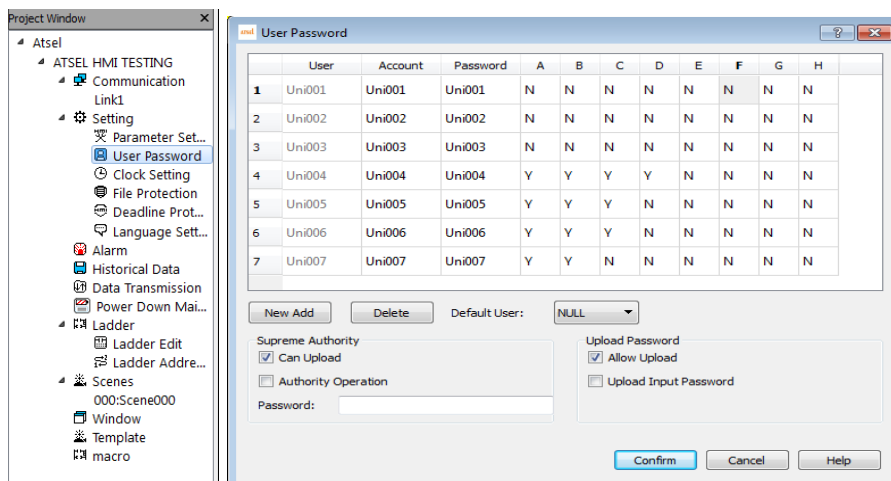 Project Window
Atsel
ATSEL HMI TESTING
Communication
Link1
Setting
Parameter Set...
User Password
Clock Setting
File Protection
Deadline Prot...
Language Sett...
Alarm
Historical Data
Data Transmission
Power Down Mai...
Ladder
Ladder Edit
Ladder Addre...
Scenes
000:Scene000
Window
Template
macro
atsel User Password
User Account Password A B C D E F G H
1 Uni001 Uni001 Uni001 N N N N N N N N
2 Uni002 Uni002 Uni002 N N N N N N N N
3 Uni003 Uni003 Uni003 N N N N N N N N
4 Uni004 Uni004 Uni004 Y Y Y Y N N N N
5 Uni005 Uni005 Uni005 Y Y Y N N N N N
6 Uni006 Uni006 Uni006 Y Y Y N N N N N
7 Uni007 Uni007 Uni007 Y Y N N N N N N
New Add Delete Default User: NULL
Supreme Authority Upload Password
Can Upload Allow Upload
Authority Operation Upload Input Password
Password:
Confirm Cancel Help